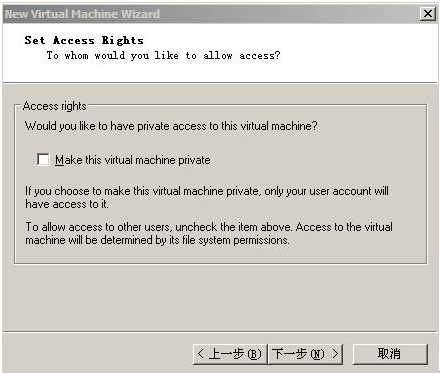 New Virtual Machine Wizard
Set Access Rights
To whom would you like to allow access?
Access rights
Would you like to have private access to this virtual machine?
Make this virtual machine private
If you choose to make this virtual machine private, only your user account will
have access to it.
To allow access to other users, uncheck the item above. Access to the virtual
machine will be determined by its file system permissions.
< 上一步(B) 下一步(N) > 取消